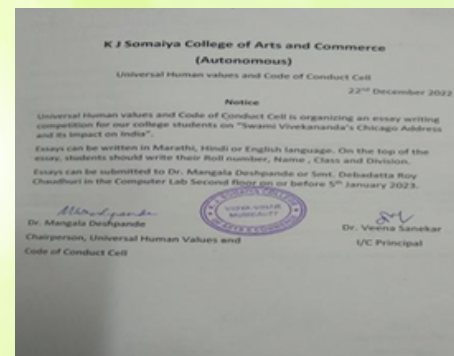 K J Somaiya College of Arts and Commerce
(Autonomous)
Universal Human values and Code of Conduct Cell
22nd December 2022
Notice
Universal Human values and Code of Conduct Cell is organizing an essay writing
competition for our college students on "Swami Vivekananda's Chicago Address
and its impact on India".
Essays can be written in Marathi, Hindi or English language. On the top of the
essay, students should write their Roll number, Name , Class and Division.
Essays can be submitted to Dr. Mangala Deshpande or Smt. Debadatta Roy
Chaudhuri in the Computer Lab Second floor on or before 5th January 2023.
Dr. Mangala Deshpande
Chairperson, Universal Human Values and
Code of Conduct Cell
VIDYAVIHAR
ARTS & COMMERCE
Dr. Veena Sanekar
I/C Principal